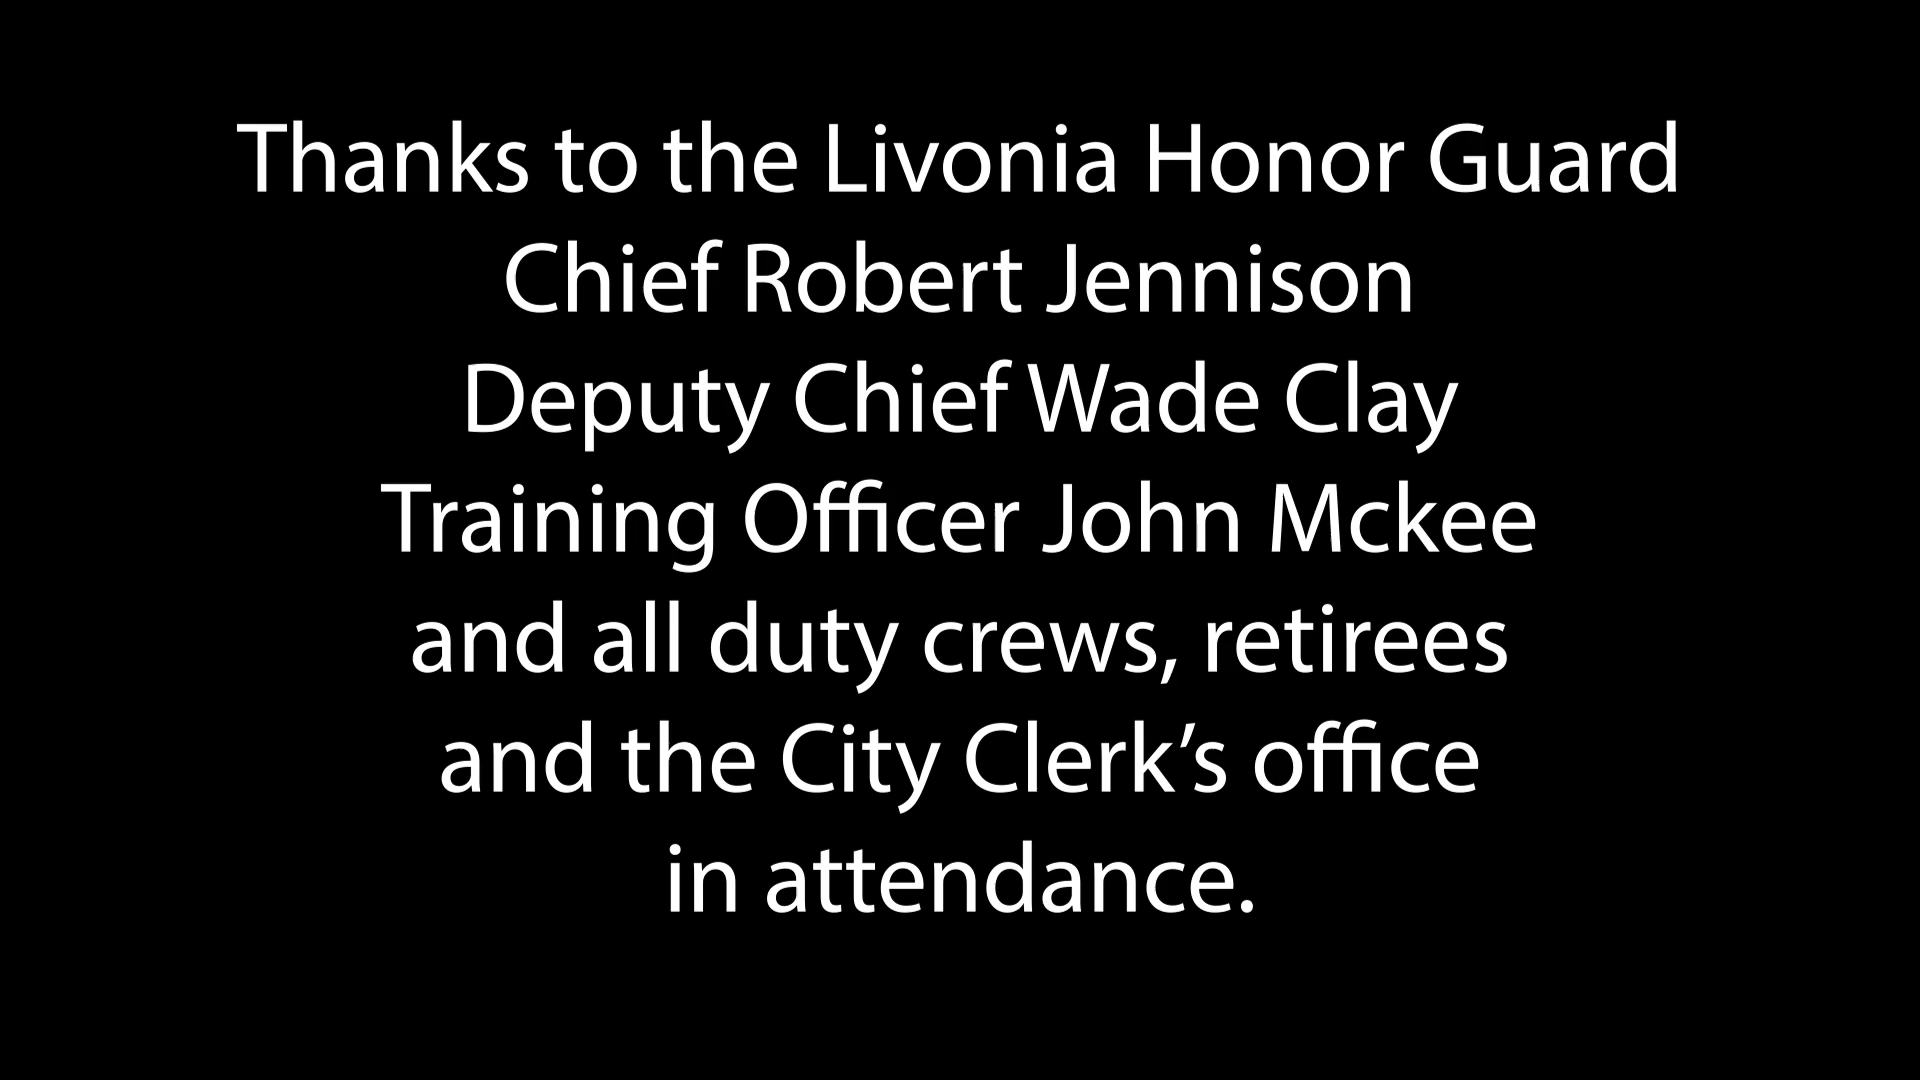 Thanks to the Livonia Honor Guard
Chief Robert Jennison
Deputy Chief Wade Clay
Training Officer John Mckee
and all duty crews, retirees
and the City Clerk’s office
in attendance.